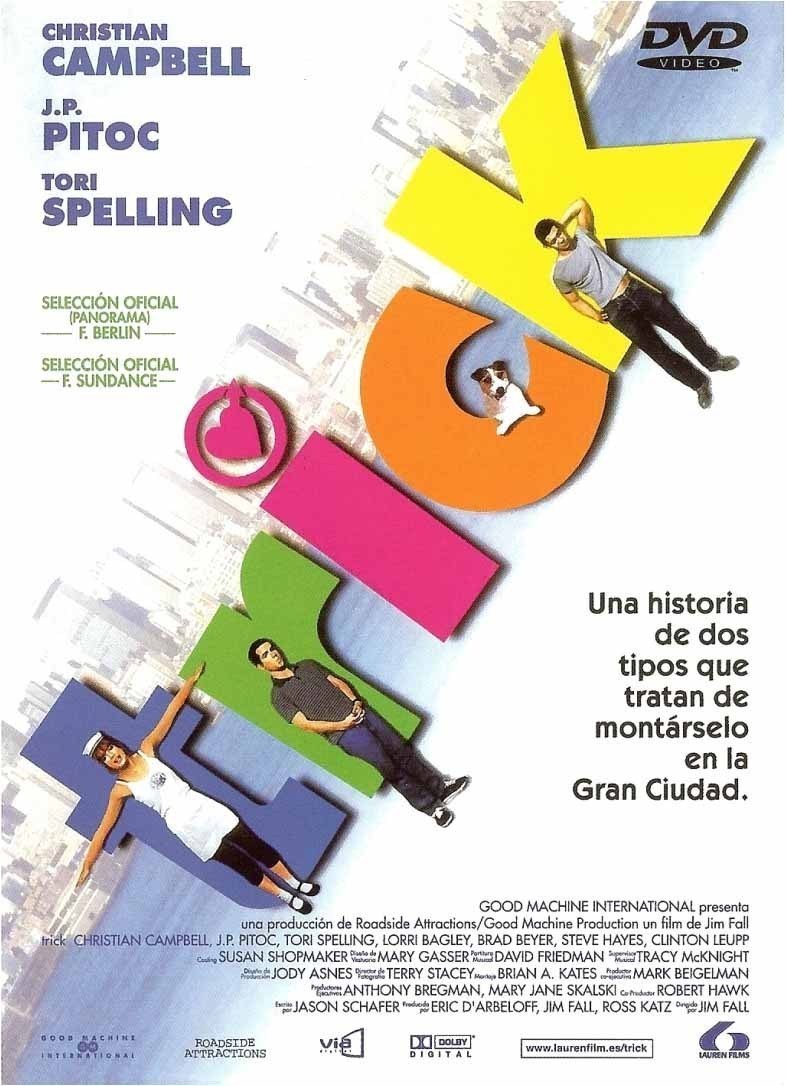 CHRISTIAN
CAMPBELL
J.P.
PITOC
TORI
SPELLING
DVD
VIDEO™
SELECCIÓN OFICIAL
(PANORAMA)
— F. BERLIN —
SELECCIÓN OFICIAL
— F. SUNDANCE —
trick
Una historia
de dos
tipos que
tratan de
montárselo
en la
Gran Ciudad.
GOOD MACHINE INTERNATIONAL presenta
una producción de Roadside Attractions/Good Machine Production un film de Jim Fall
trick CHRISTIAN CAMPBELL, J.P. PITOC, TORI SPELLING, LORRI BAGLEY, BRAD BEYER, STEVE HAYES, CLINTON LEUPP
Casting SUSAN SHOPMAKER Diseño de Vestuario MARY GASSER Partitura Musical DAVID FRIEDMAN Supervisor Musical TRACY McKNIGHT
Diseño de Producción JODY ASNES Director de Fotografía TERRY STACEY Montaje BRIAN A. KATES Productor co-ejecutivo MARK BEIGELMAN
Productores Ejecutivos ANTHONY BREGMAN, MARY JANE SKALSKI Co-Productor ROBERT HAWK
Escrito por JASON SCHAFER Producido por ERIC D'ARBELOFF, JIM FALL, ROSS KATZ Dirigido por JIM FALL
GOOD MACHINE
INTERNATIONAL
ROADSIDE
ATTRACTIONS
vía
digital
DOLBY
DIGITAL
www.laurenfilm.es/trick
LAUREN FILMS